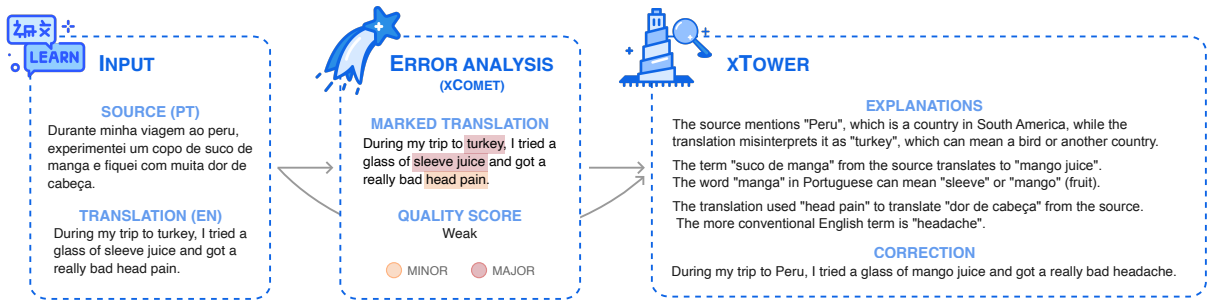 LEARN
INPUT
SOURCE (PT)
Durante minha viagem ao peru,
experimentei um copo de suco de
manga e fiquei com muita dor de
cabeça.
TRANSLATION (EN)
During my trip to turkey, I tried a
glass of sleeve juice and got a
really bad head pain.
ERROR ANALYSIS
(XCOMET)
MARKED TRANSLATION
During my trip to turkey, I tried a
glass of sleeve juice and got a
really bad head pain.
QUALITY SCORE
Weak
MINOR MAJOR
XTOWER
EXPLANATIONS
The source mentions "Peru", which is a country in South America, while the
translation misinterprets it as "turkey", which can mean a bird or another country.
The term "suco de manga" from the source translates to "mango juice".
The word "manga" in Portuguese can mean "sleeve" or "mango" (fruit).
The translation used "head pain" to translate "dor de cabeça" from the source.
The more conventional English term is "headache".
CORRECTION
During my trip to Peru, I tried a glass of mango juice and got a really bad headache.